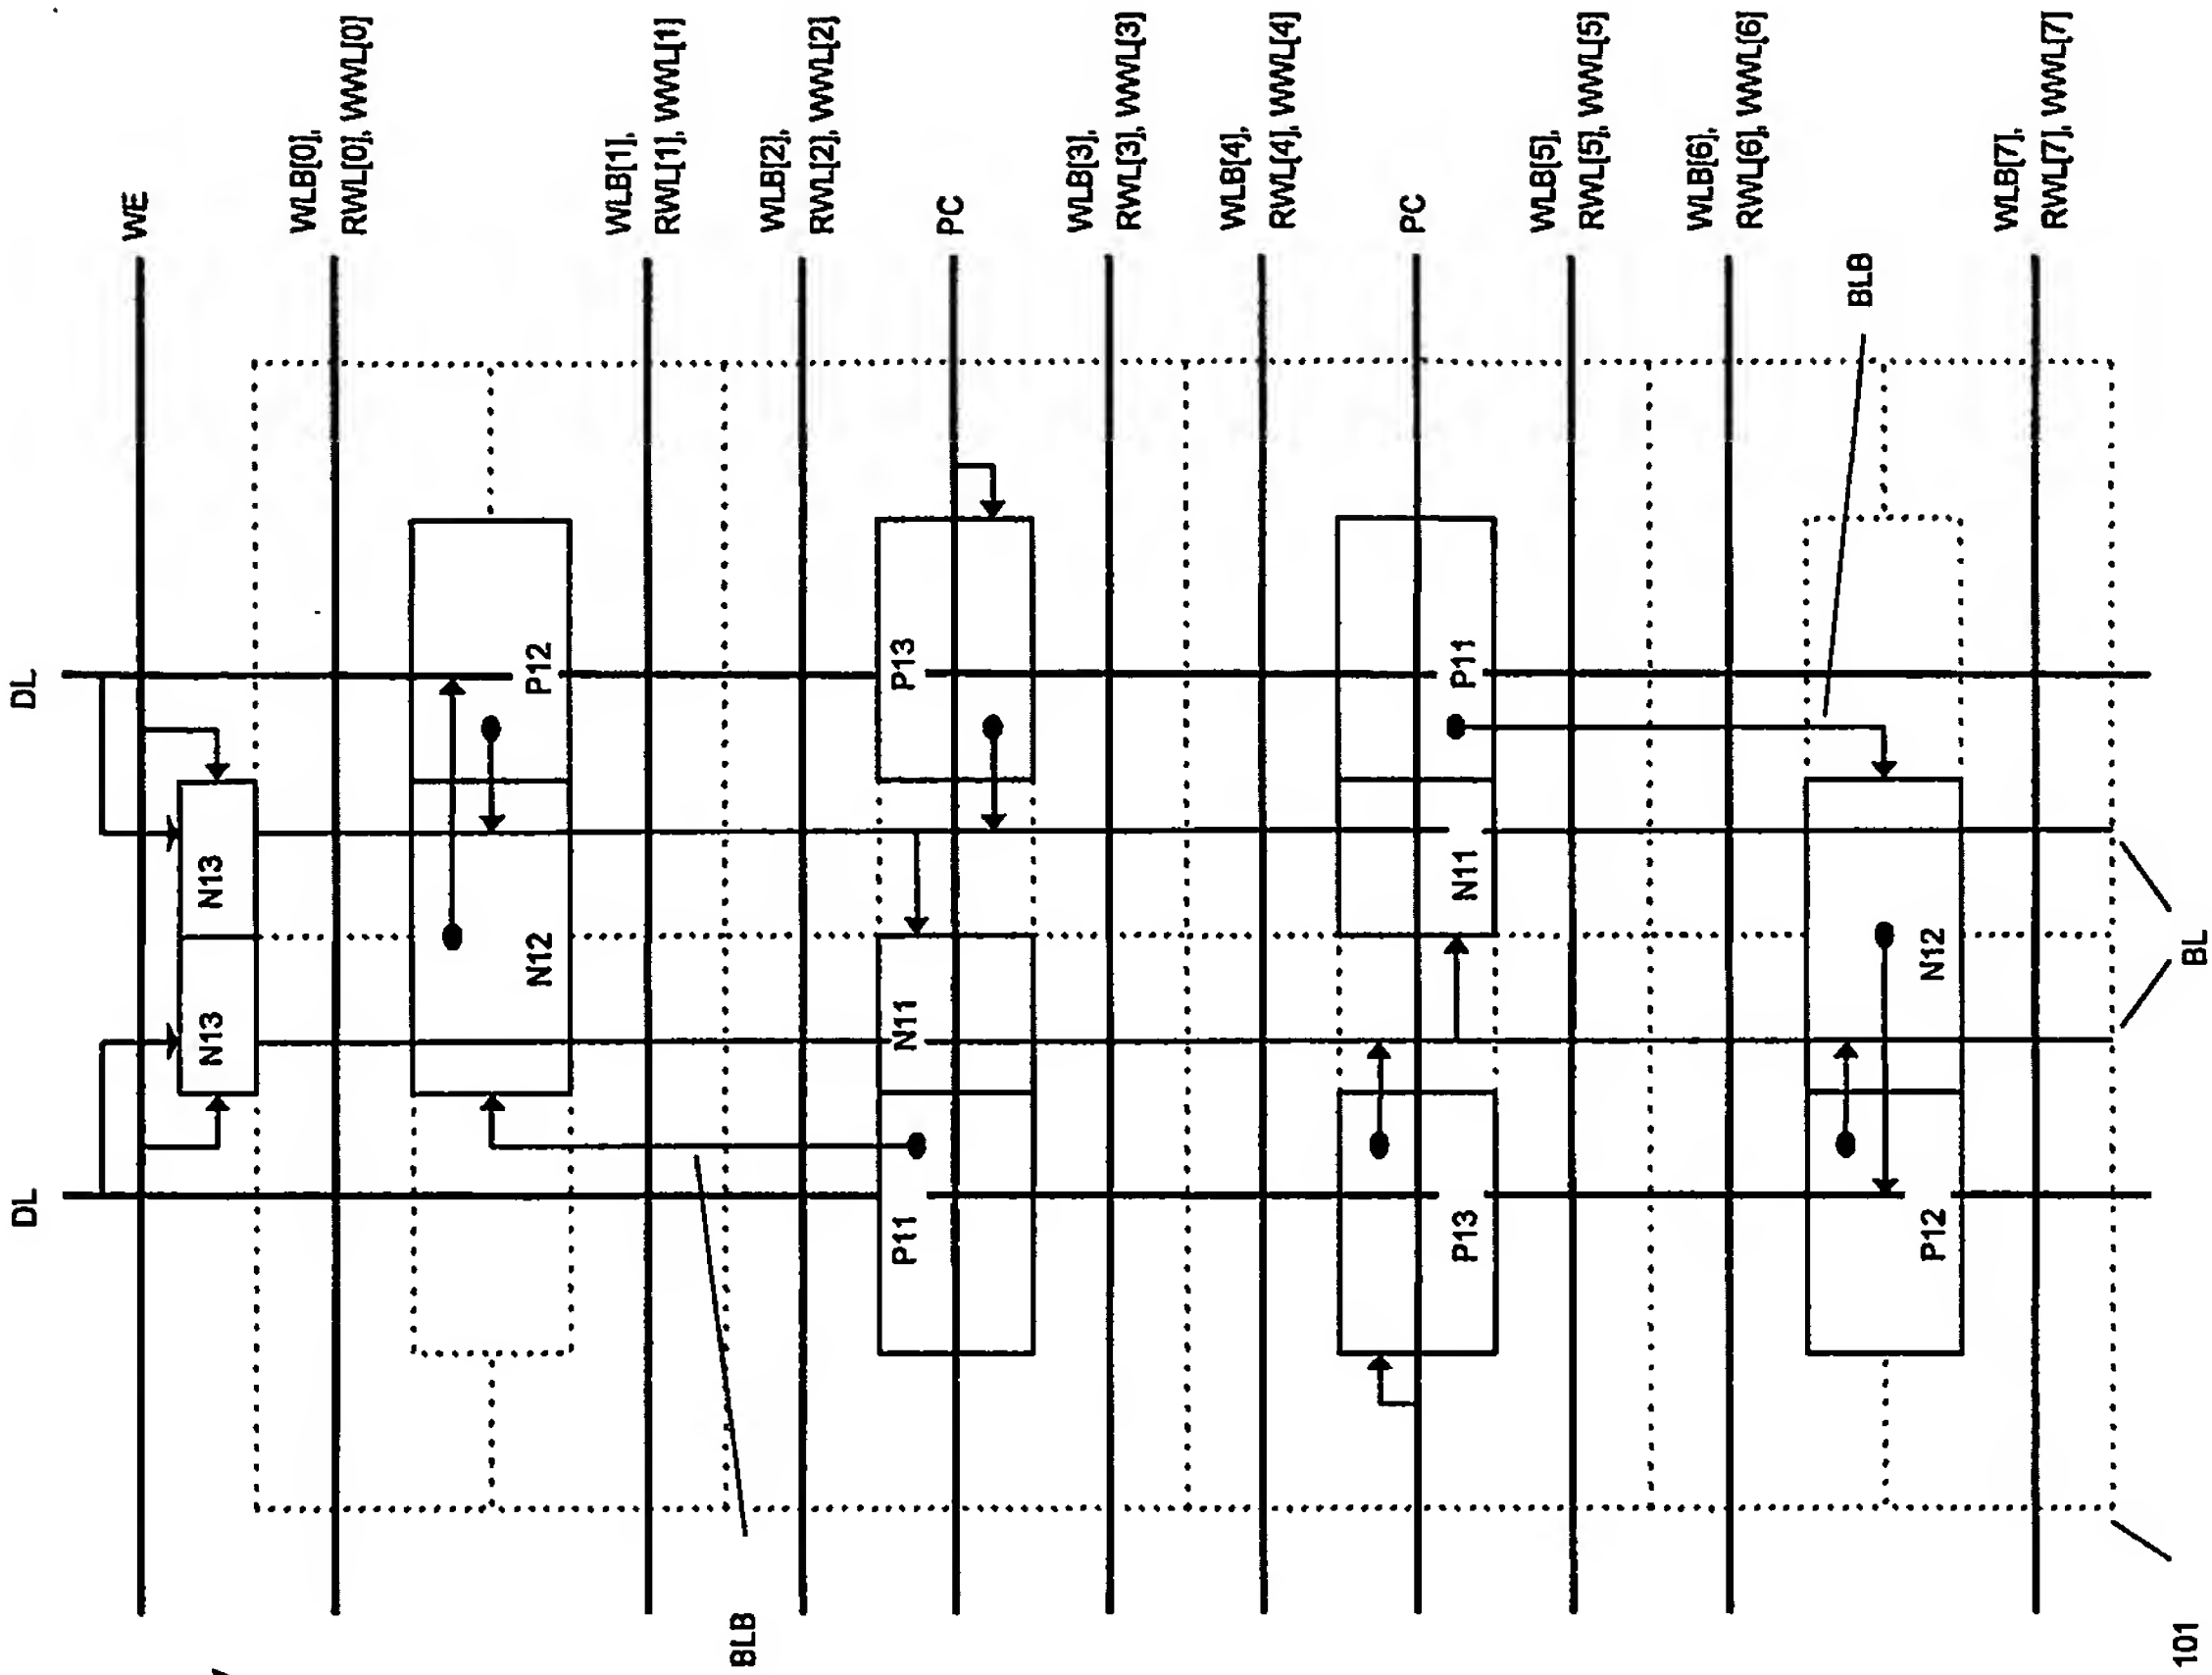 DL
DL
WE
N13
N13
WLB[0],
RWL[0], WWL[0]
N12
P12
WLB[1],
RWL[1], WWL[1]
BLB
WLB[2],
RWL[2], WWL[2]
P11
N11
P13
PC
WLB[3],
RWL[3], WWL[3]
WLB[4],
RWL[4], WWL[4]
PC
P13
N11
P11
WLB[5],
RWL[5], WWL[5]
WLB[6],
RWL[6], WWL[6]
BLB
P12
N12
WLB[7],
RWL[7], WWL[7]
101
BL